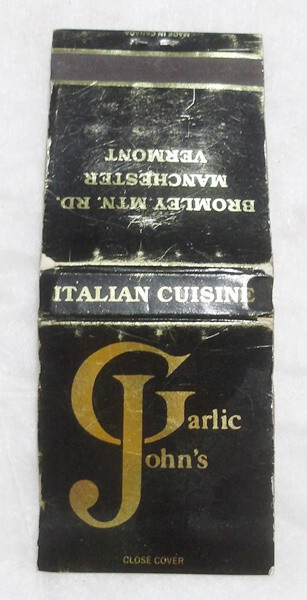 MADE IN CANADA
BROMLEY MTN. RD.
MANCHESTER
VERMONT
ITALIAN CUISINE
Garlic
John's
CLOSE COVER